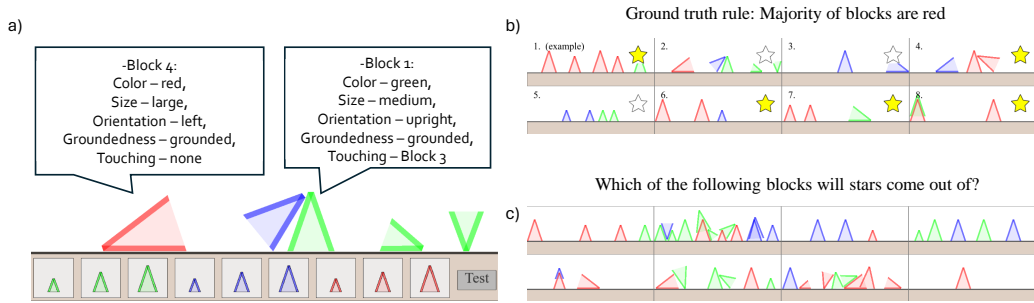 a)
-Block 4:
Color – red,
Size – large,
Orientation – left,
Groundedness – grounded,
Touching – none
-Block 1:
Color – green,
Size – medium,
Orientation – upright,
Groundedness – grounded,
Touching – Block 3
Test
b)
Ground truth rule: Majority of blocks are red
1. (example)
2.
3.
4.
5.
6.
7.
8.
Which of the following blocks will stars come out of?
c)